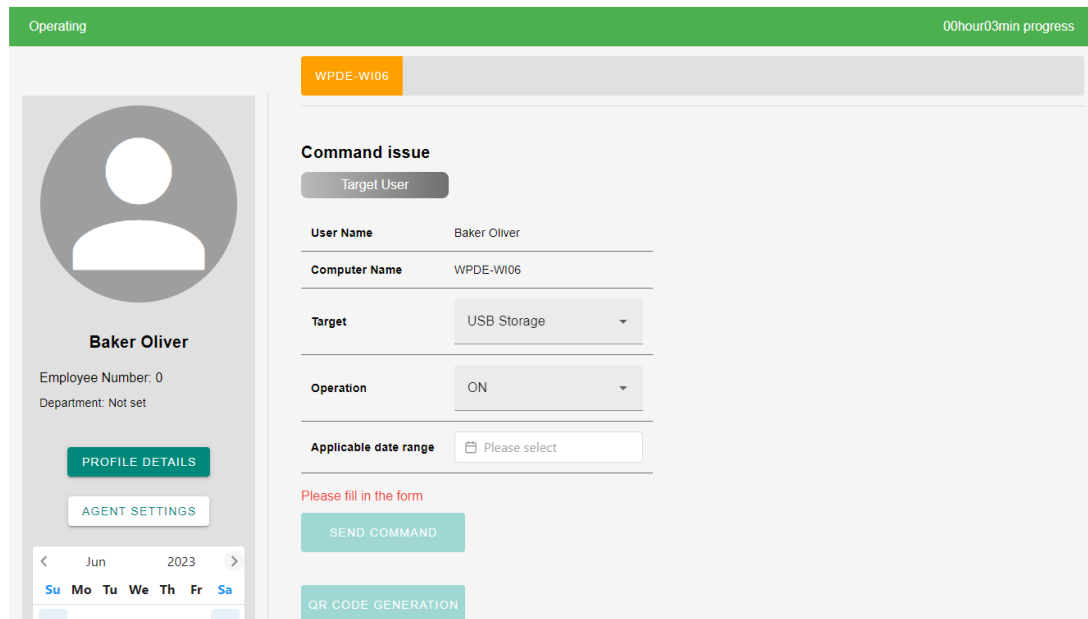 Operating 00hour03min progress
WPDE-WI06
Baker Oliver
Employee Number: 0
Department: Not set
PROFILE DETAILS
AGENT SETTINGS
Jun 2023
Su Mo Tu We Th Fr Sa
Command issue
Target User
User Name Baker Oliver
Computer Name WPDE-WI06
Target USB Storage
Operation ON
Applicable date range Please select
Please fill in the form
SEND COMMAND
QR CODE GENERATION